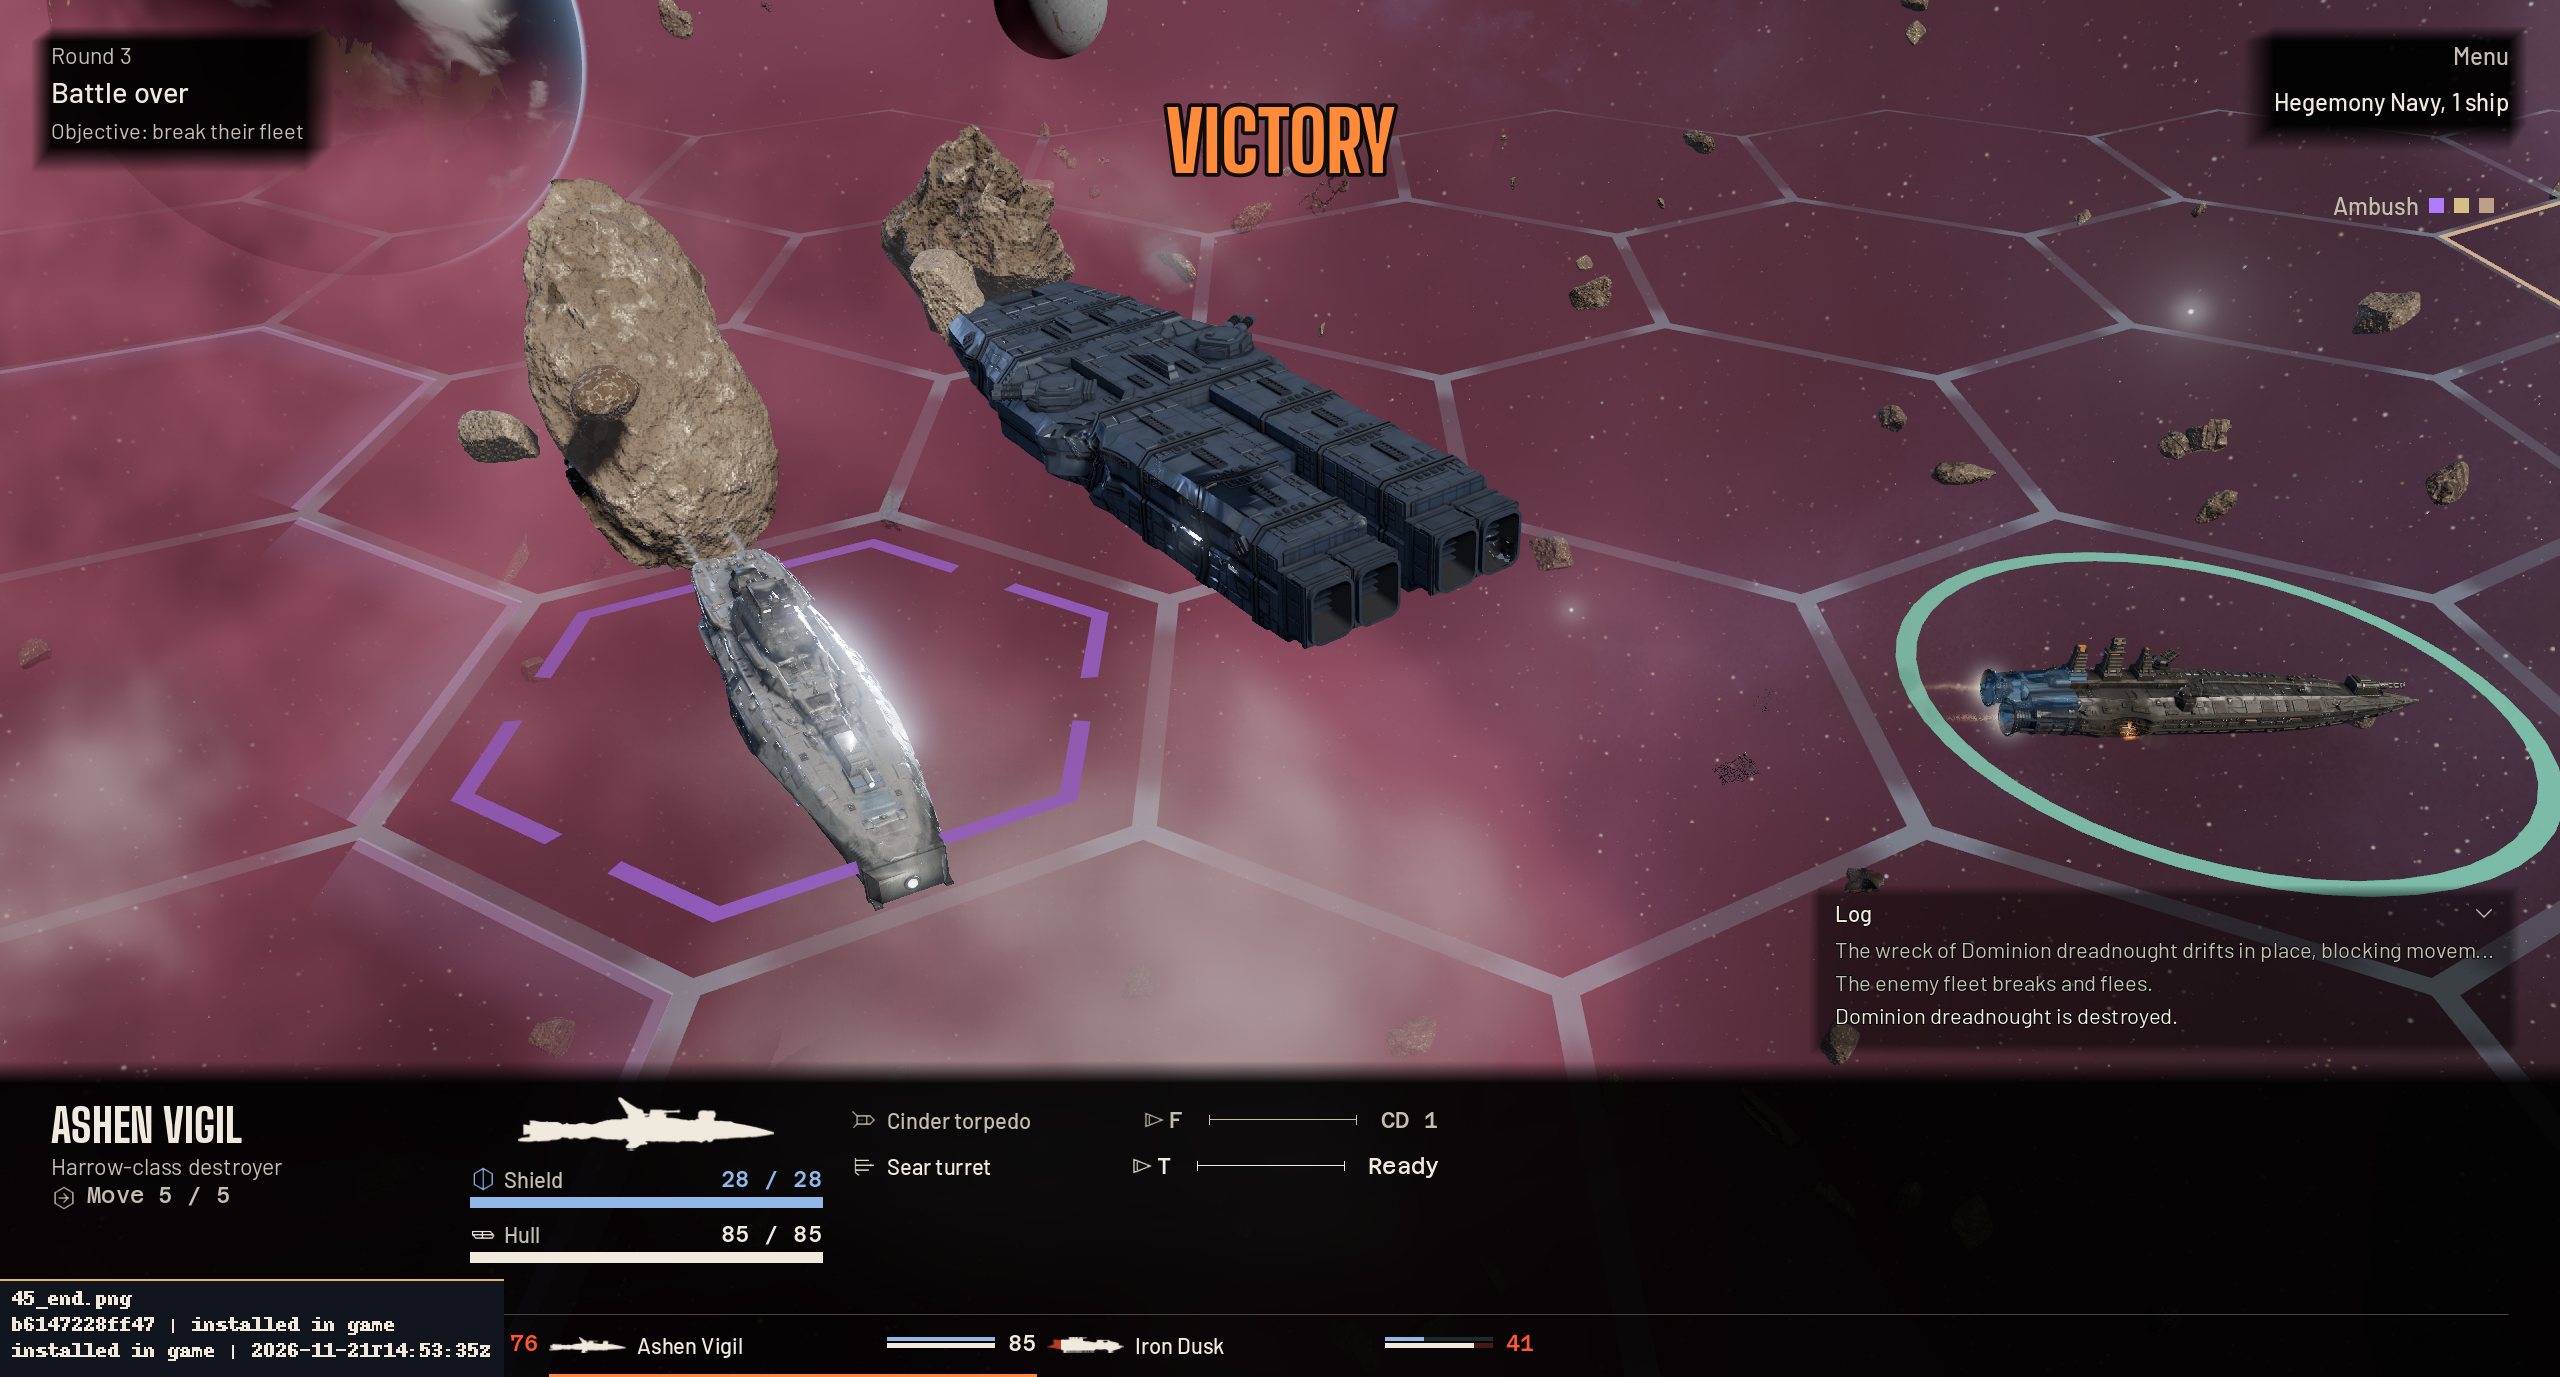 Round 3
Battle over
Objective: break their fleet
VICTORY
Menu
Hegemony Navy, 1 ship
Ambush
Log
The wreck of Dominion dreadnought drifts in place, blocking movem...
The enemy fleet breaks and flees.
Dominion dreadnought is destroyed.
ASHEN VIGIL
Harrow-class destroyer
Move 5 / 5
Shield 28 / 28
Hull 85 / 85
Cinder torpedo F CD 1
Sear turret T Ready
45_end.png
b6147228ff47 | installed in game
installed in game | 2026-11-21r14:53:35z
76 Ashen Vigil 85 Iron Dusk 41